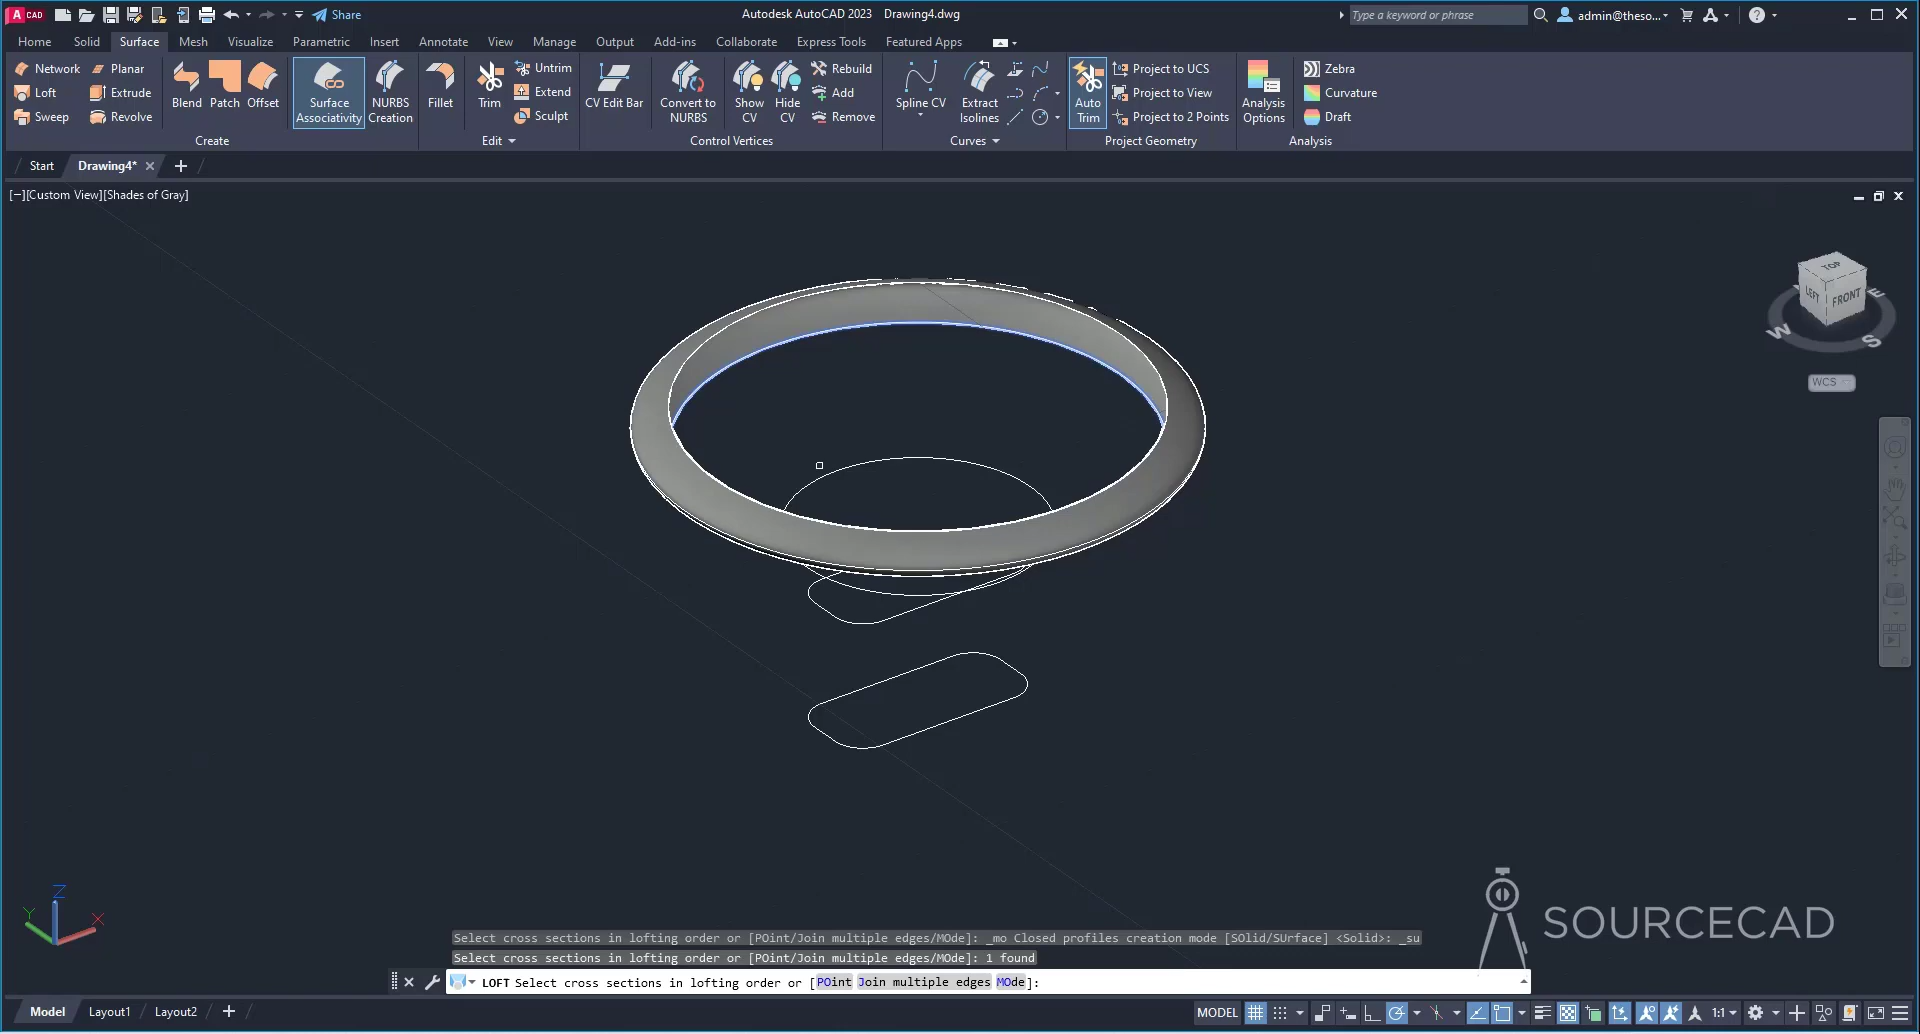 A CAD
Share
Autodesk AutoCAD 2023 Drawing4.dwg
Type a keyword or phrase
admin@theso...
Home Solid Surface Mesh Visualize Parametric Insert Annotate View Manage Output Add-ins Collaborate Express Tools Featured Apps
Network
Planar
Loft
Extrude
Sweep
Revolve
Blend
Patch
Offset
Create
Surface
Associativity
NURBS
Creation
Fillet
Trim
Untrim
Extend
Sculpt
Edit
CV Edit Bar
Convert to
NURBS
Show
CV
Hide
CV
Rebuild
Add
Remove
Control Vertices
Spline CV
Extract
Isolines
Curves
Auto
Trim
Project to UCS
Project to View
Project to 2 Points
Project Geometry
Analysis
Options
Zebra
Curvature
Draft
Analysis
Start
Drawing4*
[−][Custom View][Shades of Gray]
TOP
LEFT
FRONT
E
W
S
WCS
Z
Y
X
SOURCECAD
Select cross sections in lofting order or [POint/Join multiple edges/MOde]: _mo Closed profiles creation mode [SOlid/SUrface] <Solid>: _su
Select cross sections in lofting order or [POint/Join multiple edges/MOde]: 1 found
LOFT Select cross sections in lofting order or [POint Join multiple edges MOde]:
Model Layout1 Layout2
MODEL
1:1